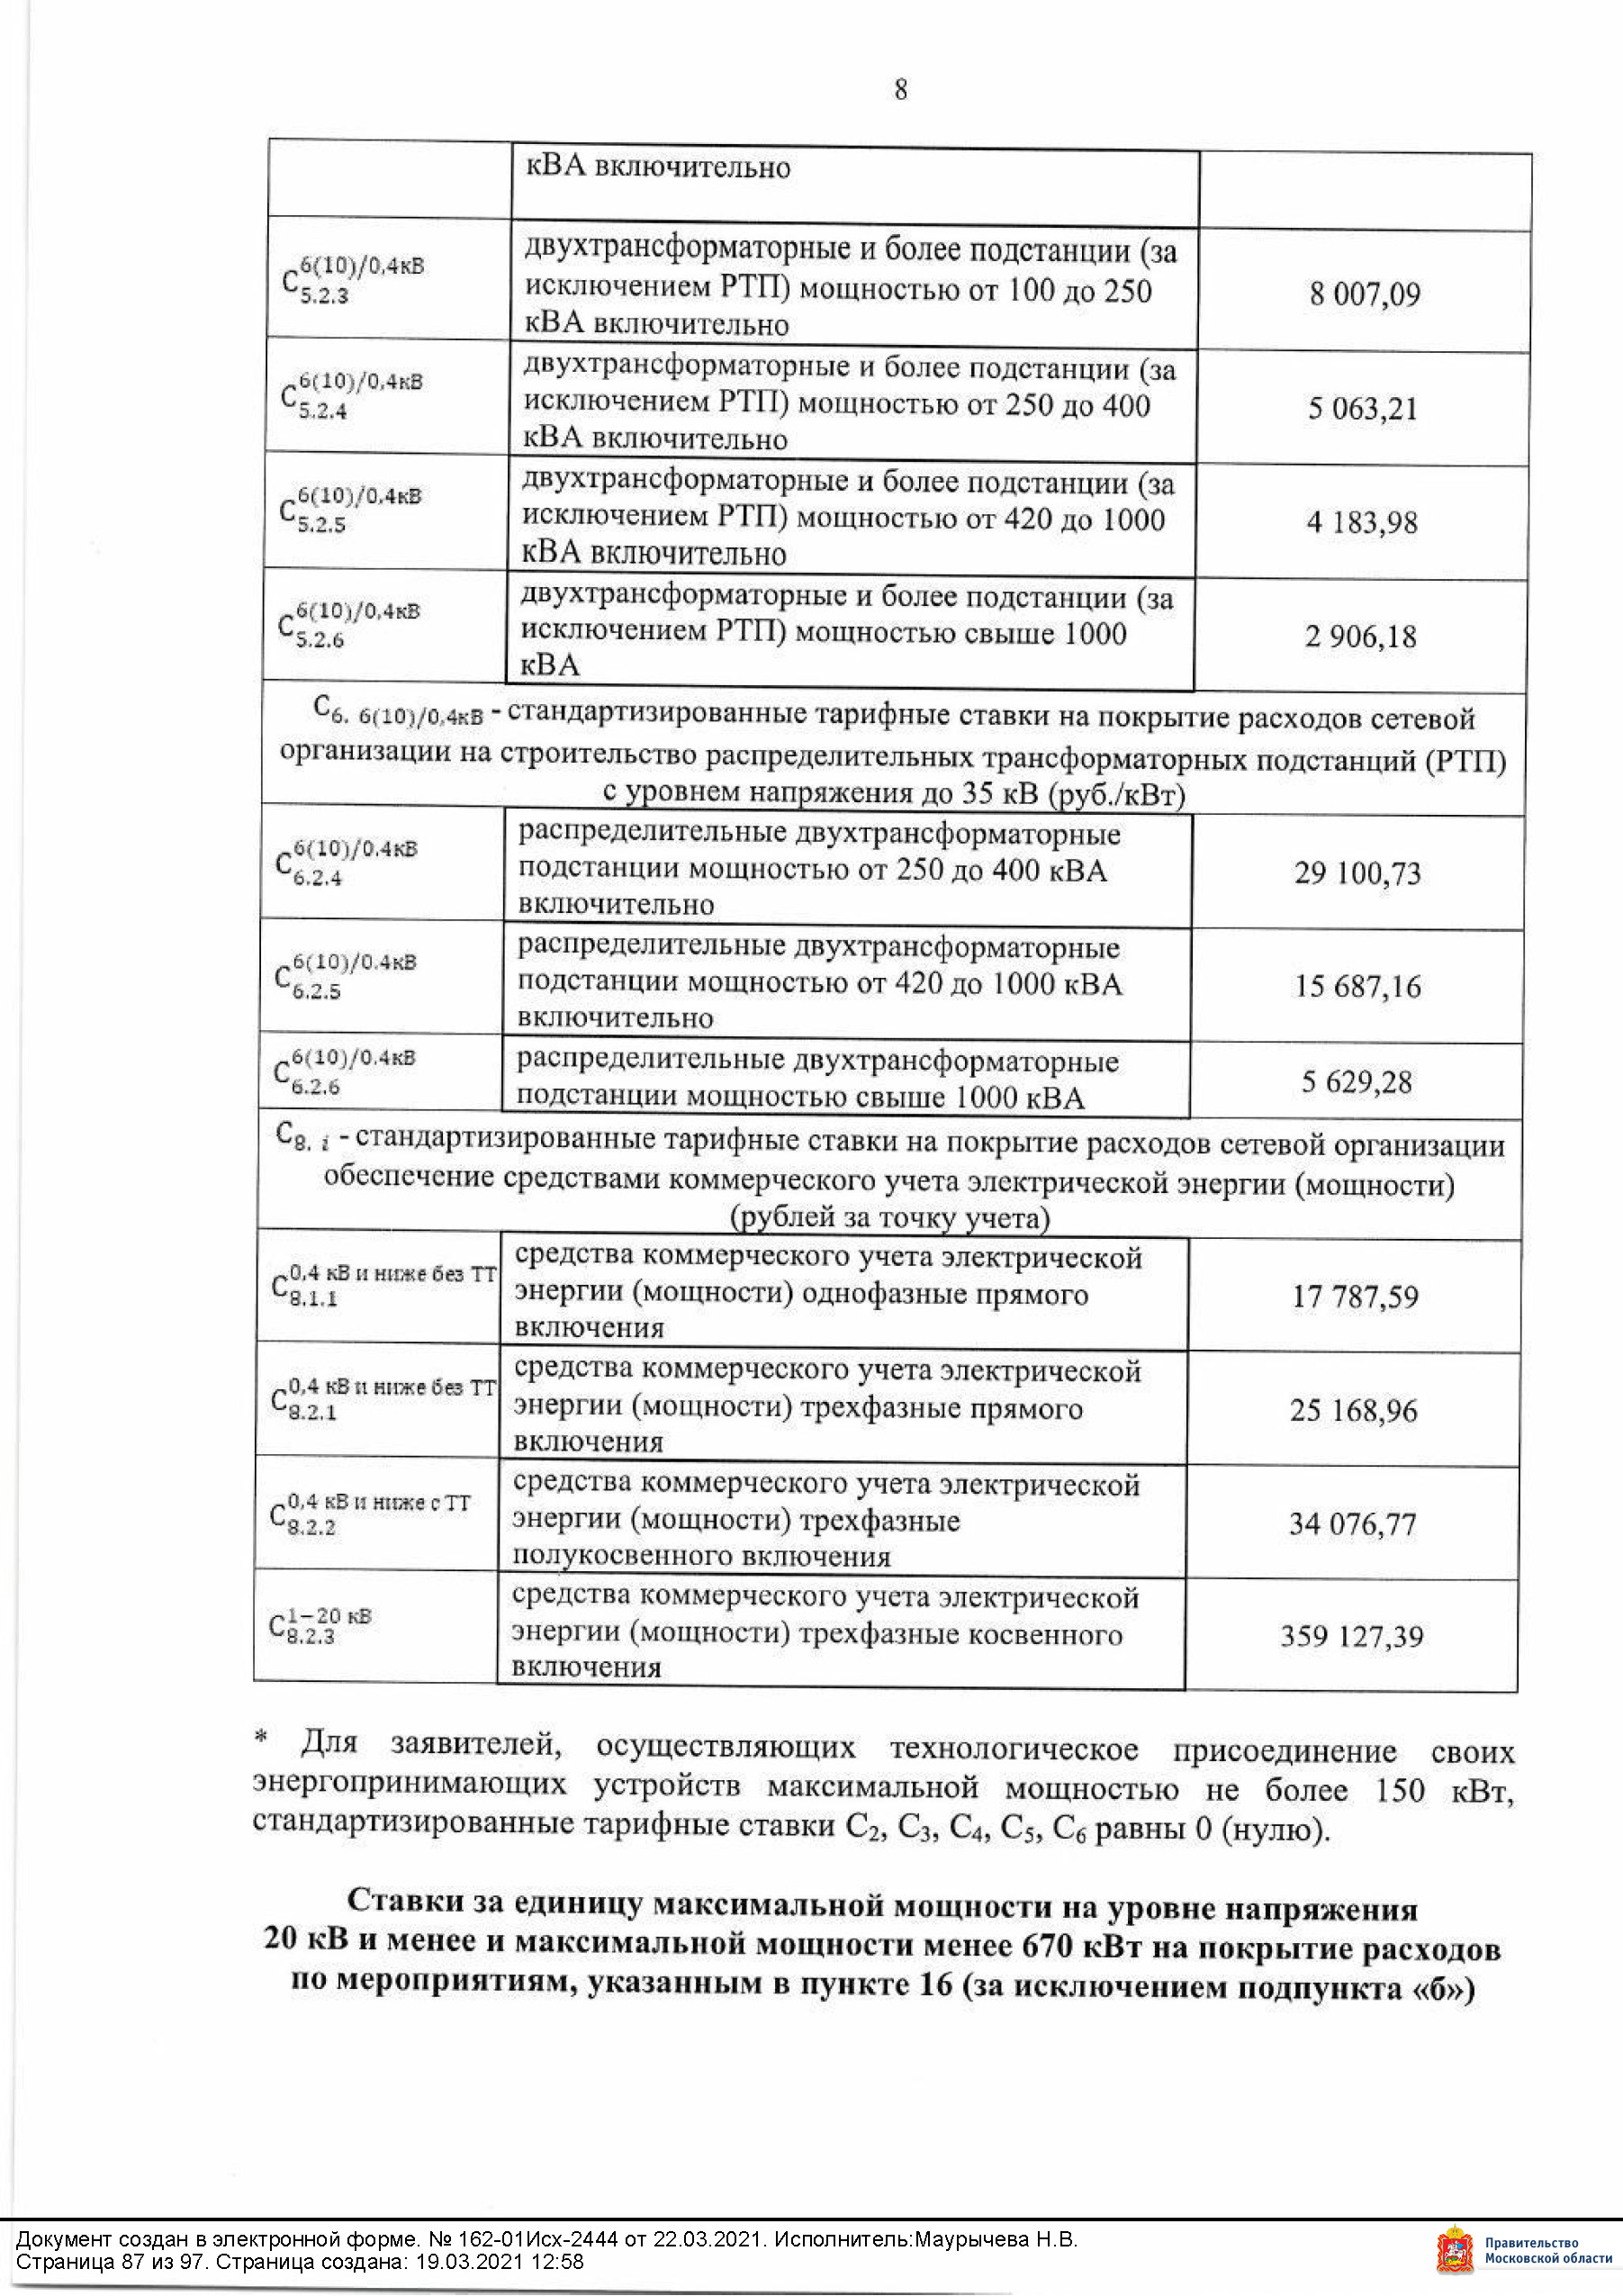 8
кВА включительно
C 6(10)/0,4кВ 5.2.3
двухтрансформаторные и более подстанции (за
исключением РТП) мощностью от 100 до 250
кВА включительно
8 007,09
C 6(10)/0,4кВ 5.2.4
двухтрансформаторные и более подстанции (за
исключением РТП) мощностью от 250 до 400
кВА включительно
5 063,21
C 6(10)/0,4кВ 5.2.5
двухтрансформаторные и более подстанции (за
исключением РТП) мощностью от 420 до 1000
кВА включительно
4 183,98
C 6(10)/0,4кВ 5.2.6
двухтрансформаторные и более подстанции (за
исключением РТП) мощностью свыше 1000
кВА
2 906,18
C6. 6(10)/0,4кВ - стандартизированные тарифные ставки на покрытие расходов сетевой
организации на строительство распределительных трансформаторных подстанций (РТП)
с уровнем напряжения до 35 кВ (руб./кВт)
C 6(10)/0.4кВ 6.2.4
распределительные двухтрансформаторные
подстанции мощностью от 250 до 400 кВА
включительно
29 100,73
C 6(10)/0.4кВ 6.2.5
распределительные двухтрансформаторные
подстанции мощностью от 420 до 1000 кВА
включительно
15 687,16
C 6(10)/0.4кВ 6.2.6
распределительные двухтрансформаторные
подстанции мощностью свыше 1000 кВА
5 629,28
C8. i - стандартизированные тарифные ставки на покрытие расходов сетевой организации
обеспечение средствами коммерческого учета электрической энергии (мощности)
(рублей за точку учета)
C 0,4 кВ и ниже без ТТ 8.1.1
средства коммерческого учета электрической
энергии (мощности) однофазные прямого
включения
17 787,59
C 0,4 кВ и ниже без ТТ 8.2.1
средства коммерческого учета электрической
энергии (мощности) трехфазные прямого
включения
25 168,96
C 0,4 кВ и ниже с ТТ 8.2.2
средства коммерческого учета электрической
энергии (мощности) трехфазные
полукосвенного включения
34 076,77
C 1–20 кВ 8.2.3
средства коммерческого учета электрической
энергии (мощности) трехфазные косвенного
включения
359 127,39
* Для заявителей, осуществляющих технологическое присоединение своих
энергопринимающих устройств максимальной мощностью не более 150 кВт,
стандартизированные тарифные ставки С2, С3, С4, С5, С6 равны 0 (нулю).
Ставки за единицу максимальной мощности на уровне напряжения
20 кВ и менее и максимальной мощности менее 670 кВт на покрытие расходов
по мероприятиям, указанным в пункте 16 (за исключением подпункта «б»)
Документ создан в электронной форме. № 162-01Исх-2444 от 22.03.2021. Исполнитель:Маурычева Н.В.
Страница 87 из 97. Страница создана: 19.03.2021 12:58
Правительство
Московской области